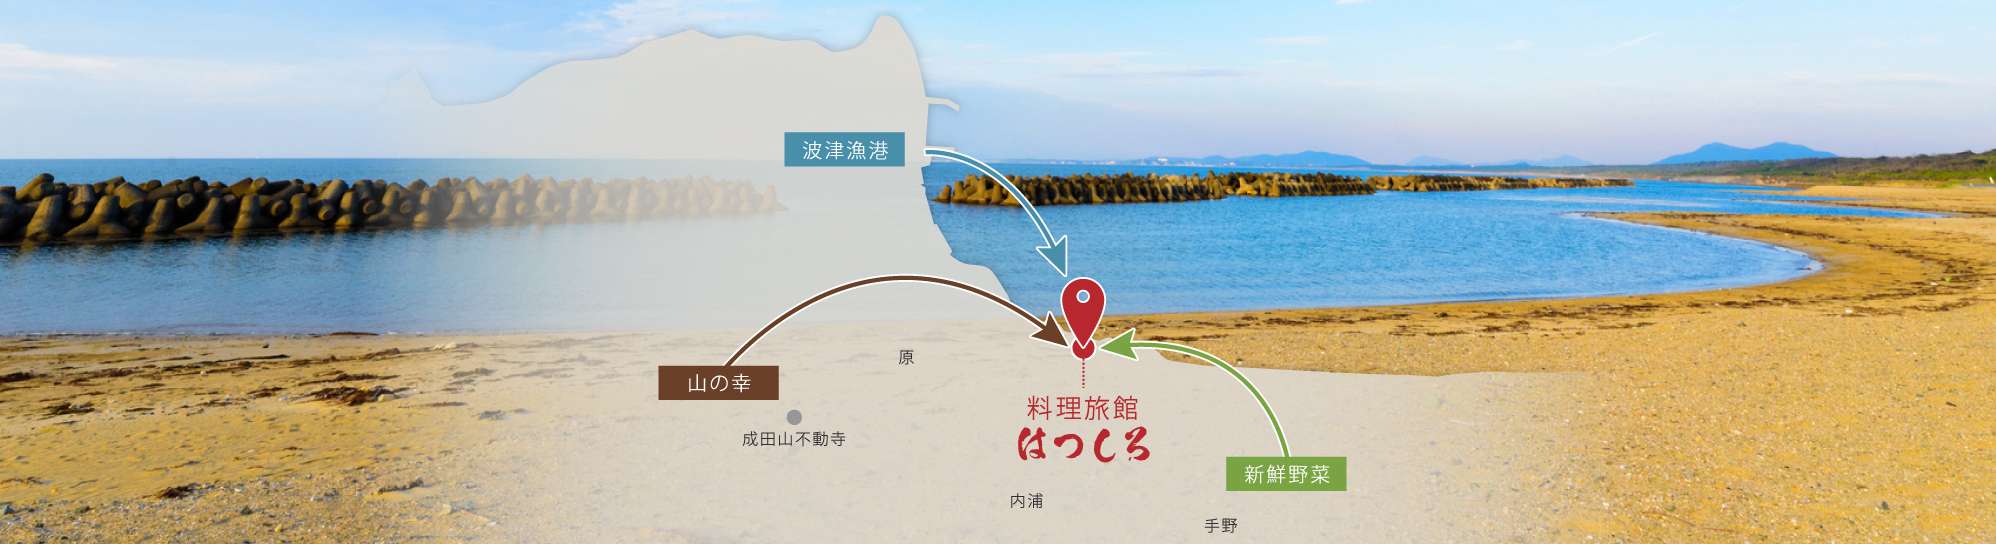 波津漁港
原
山の幸
成田山不動寺
料理旅館
はつしろ
新鮮野菜
内浦
手野